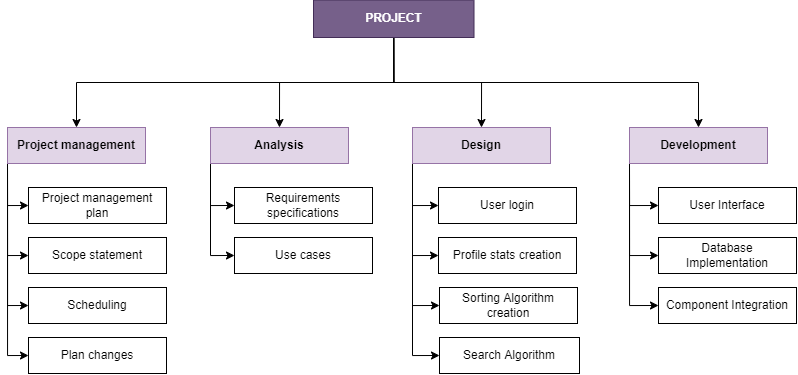 PROJECT
Project management
Analysis
Design
Development
Project management
plan
Scope statement
Scheduling
Plan changes
Requirements
specifications
Use cases
User login
Profile stats creation
Sorting Algorithm
creation
Search Algorithm
User Interface
Database
Implementation
Component Integration